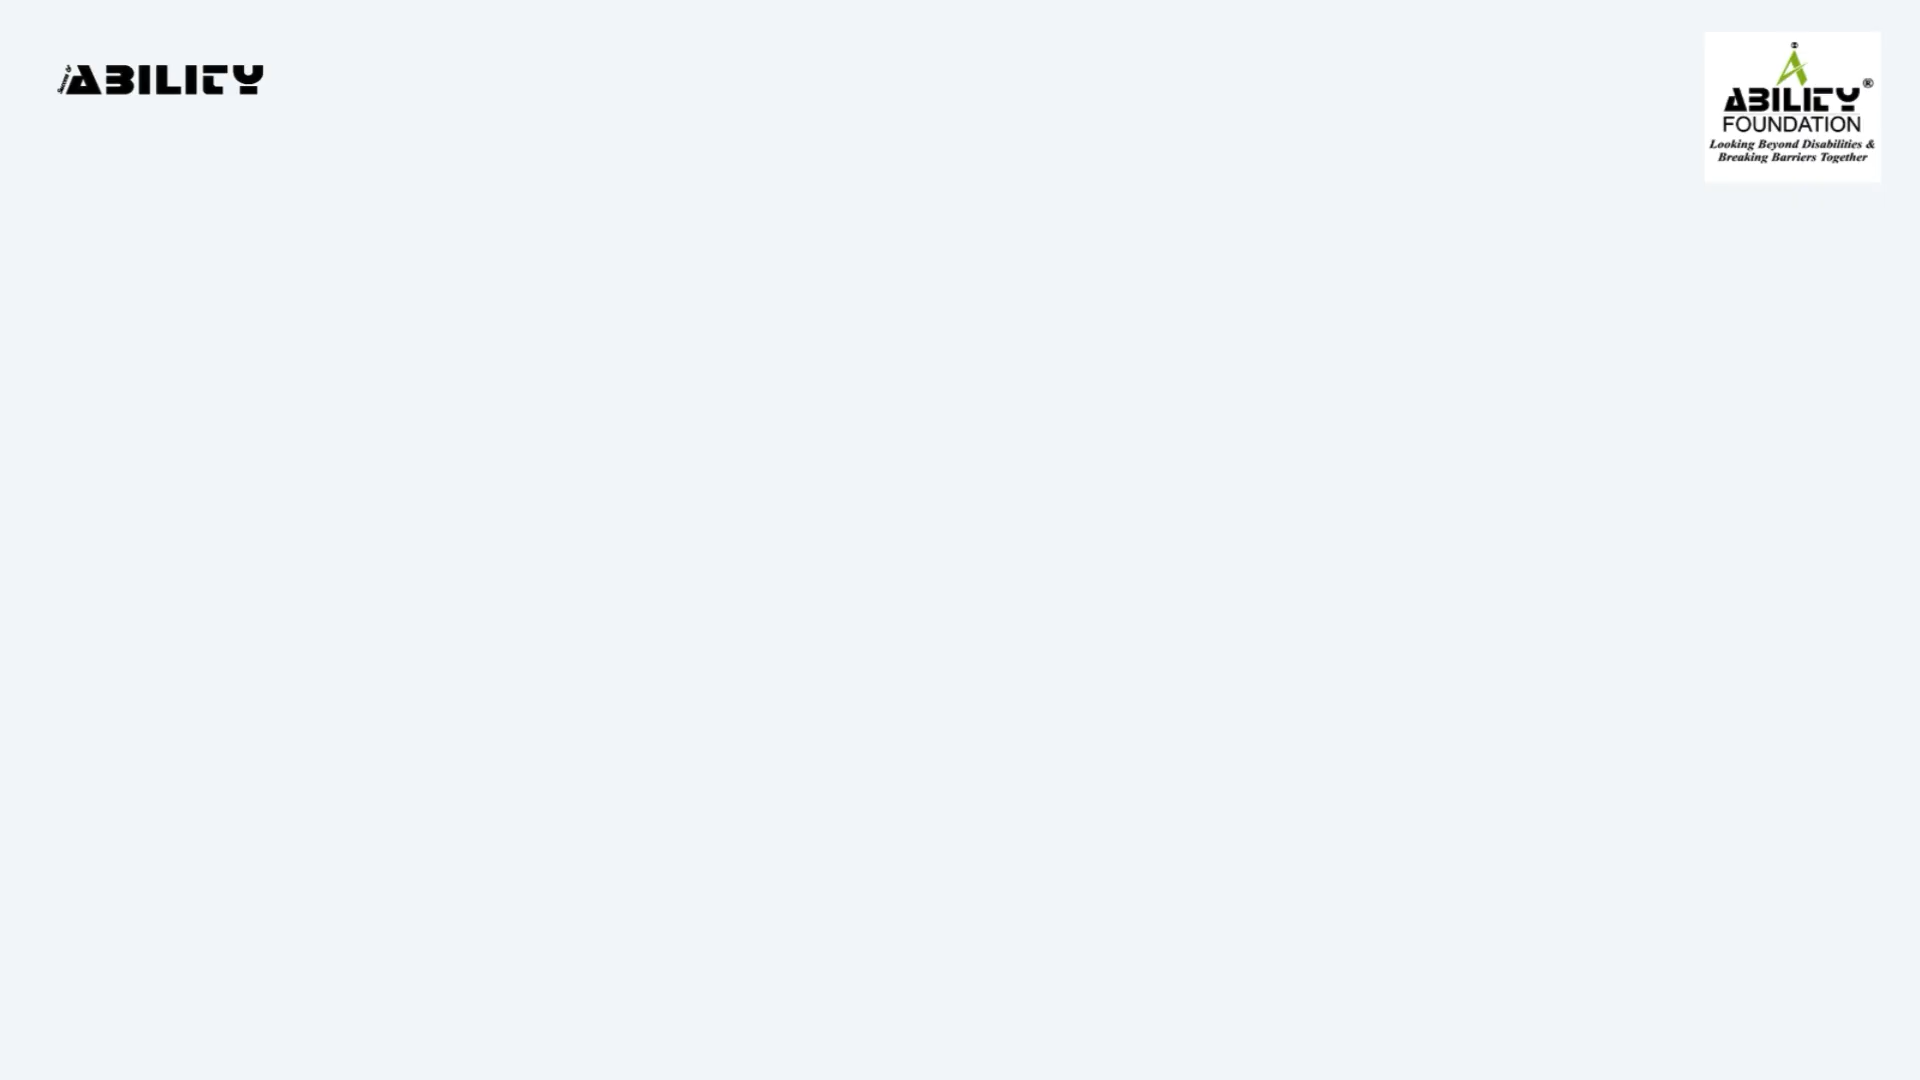 ABILITY
ABILITY®
FOUNDATION
Looking Beyond Disabilities &
Breaking Barriers Together